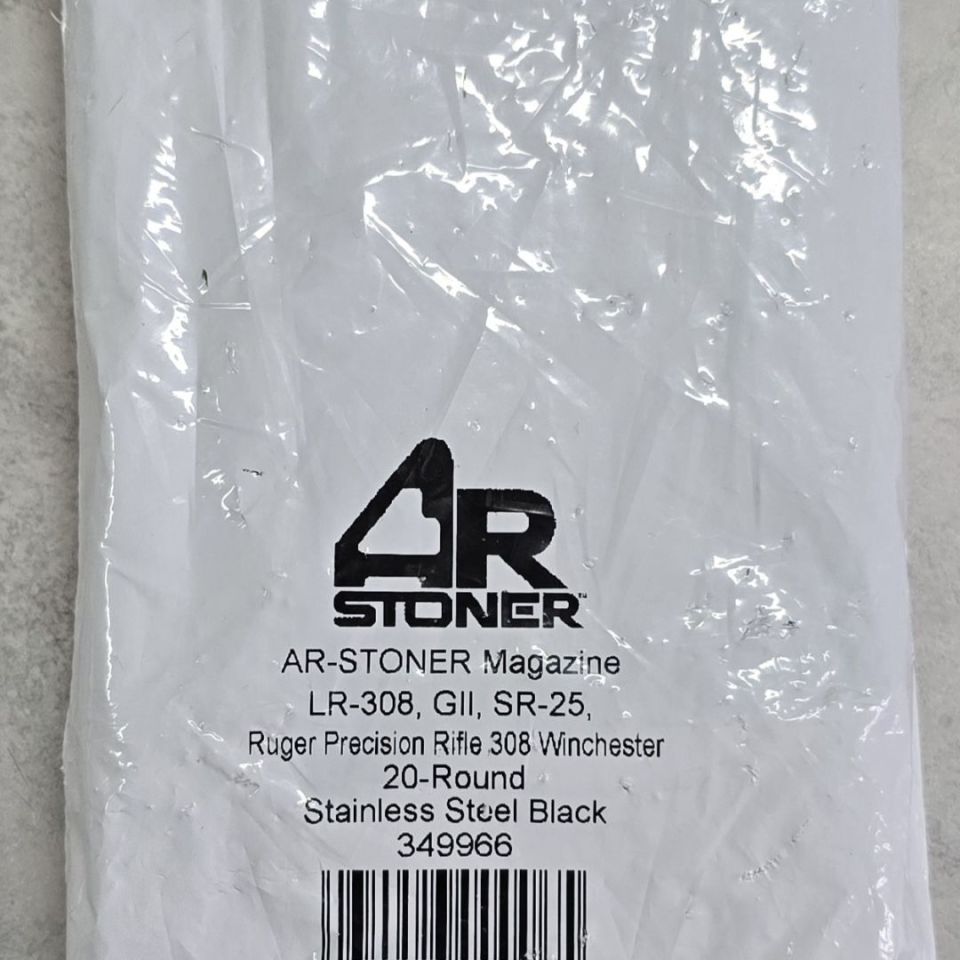 AR
STONER™
AR-STONER Magazine
LR-308, GII, SR-25,
Ruger Precision Rifle 308 Winchester
20-Round
Stainless Steel Black
349966